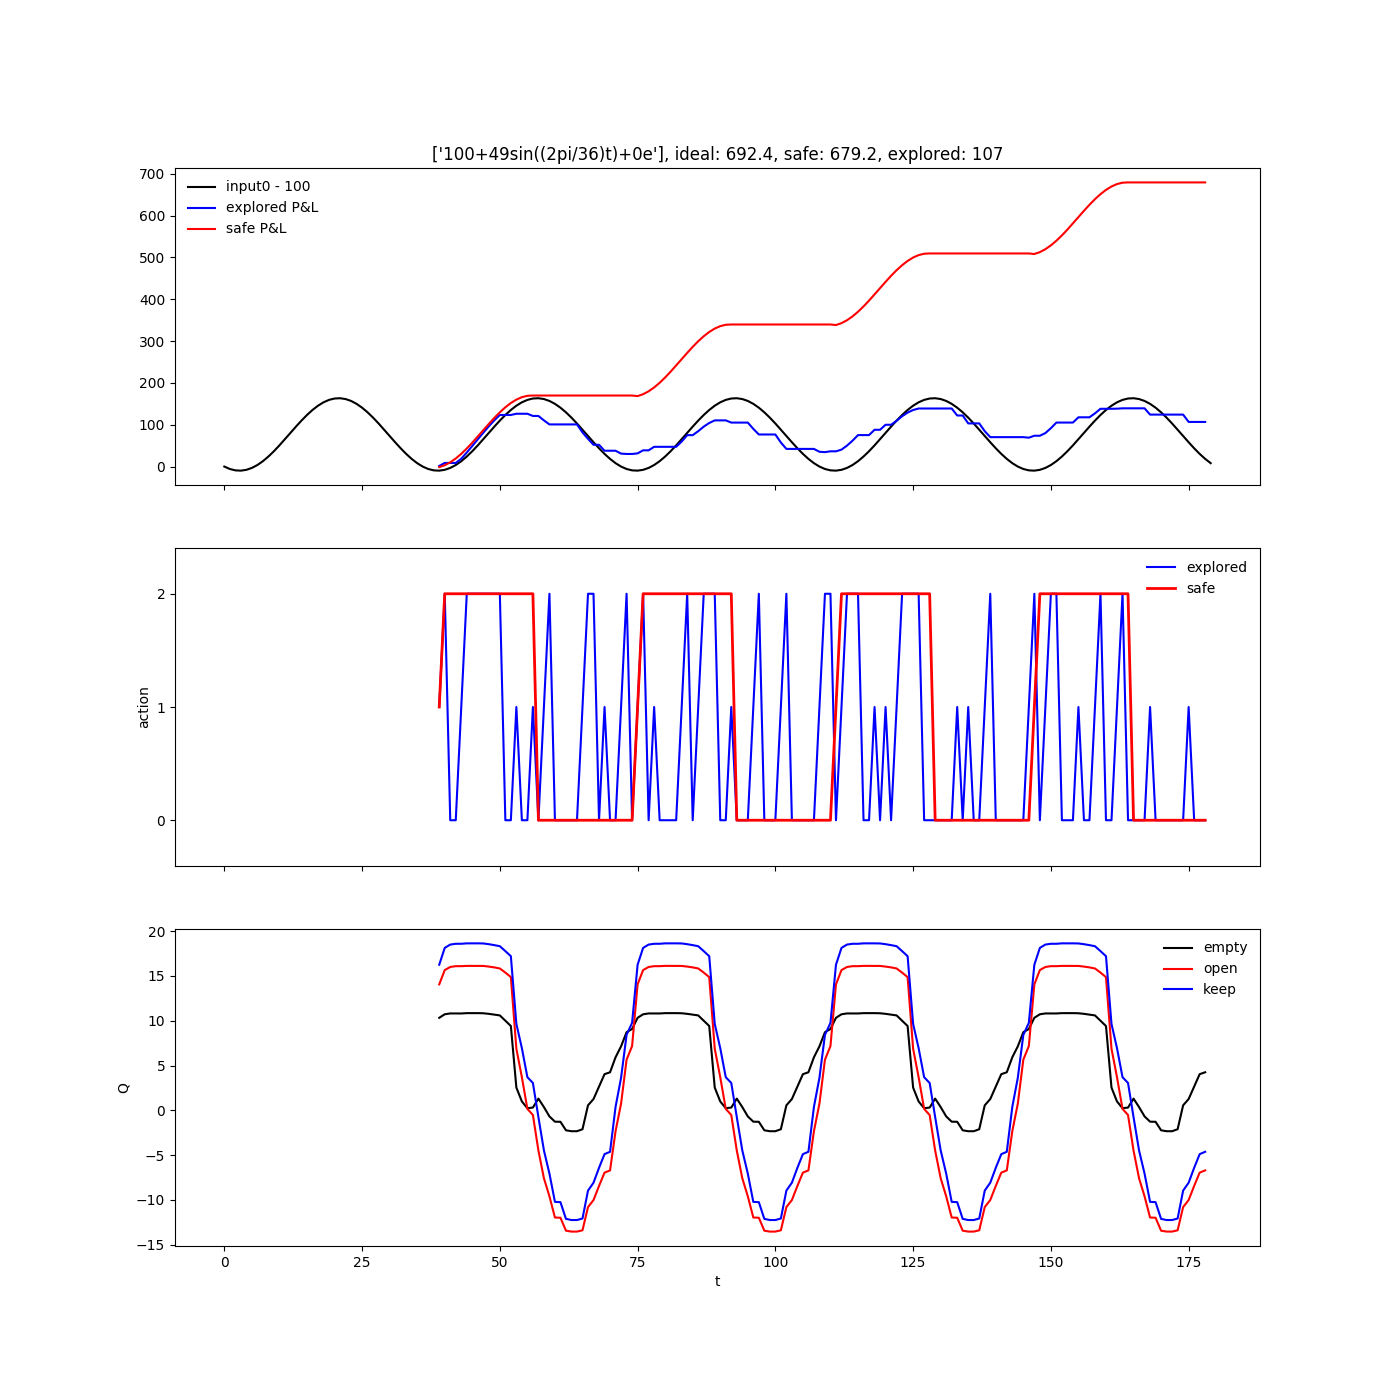 ['100+49sin((2pi/36)t)+0e'], ideal: 692.4, safe: 679.2, explored: 107
700
600
500
400
300
200
100
0
input0 - 100
explored P&L
safe P&L
action
2
1
0
explored
safe
Q
20
15
10
5
0
−5
−10
−15
empty
open
keep
0 25 50 75 100 125 150 175
t